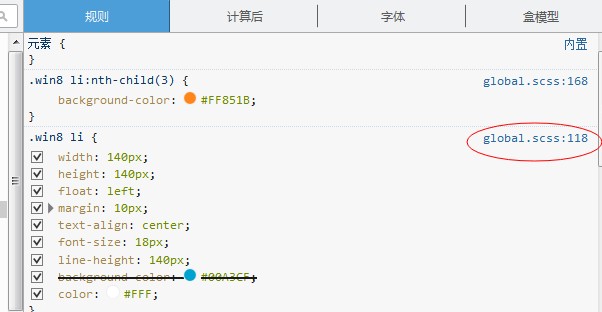 规则 计算后 字体 盒模型
元素 { 内置
}
.win8 li:nth-child(3) { global.scss:168
background-color: #FF851B;
}
.win8 li { global.scss:118
width: 140px;
height: 140px;
float: left;
margin: 10px;
text-align: center;
font-size: 18px;
line-height: 140px;
background-color: #00A3CF;
color: #FFF;
}